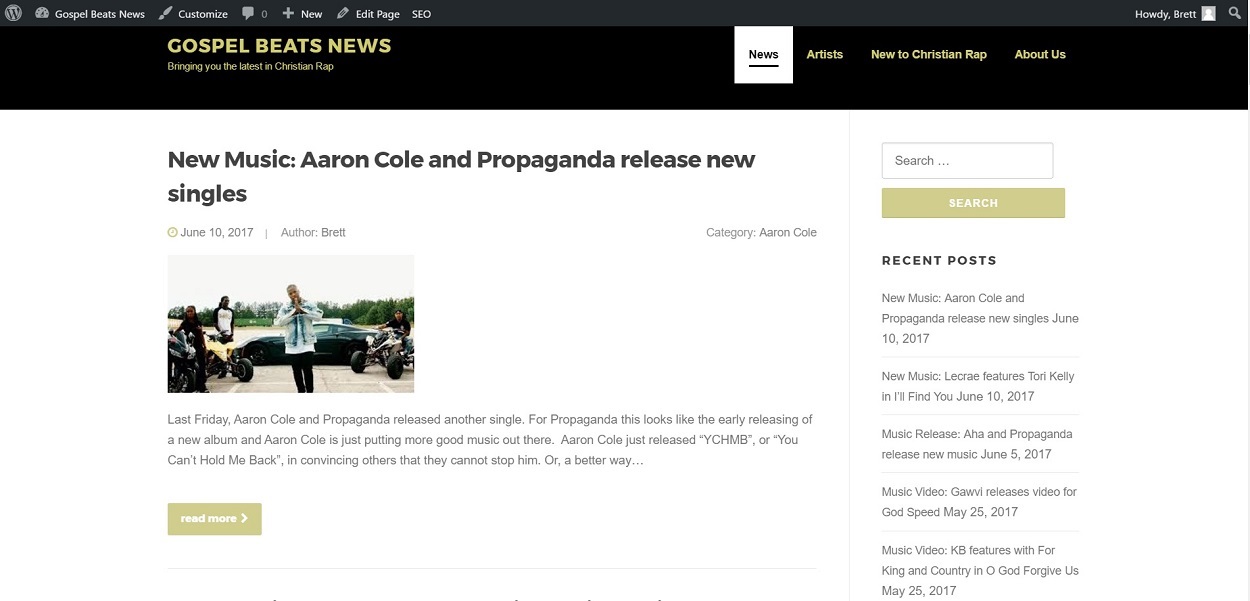 Gospel Beats News Customize 0 New Edit Page SEO Howdy, Brett
GOSPEL BEATS NEWS
Bringing you the latest in Christian Rap
News Artists New to Christian Rap About Us
New Music: Aaron Cole and Propaganda release new
singles
June 10, 2017 | Author: Brett Category: Aaron Cole
Last Friday, Aaron Cole and Propaganda released another single. For Propaganda this looks like the early releasing of
a new album and Aaron Cole is just putting more good music out there. Aaron Cole just released “YCHMB”, or “You
Can’t Hold Me Back”, in convincing others that they cannot stop him. Or, a better way…
read more
Search …
SEARCH
RECENT POSTS
New Music: Aaron Cole and
Propaganda release new singles June
10, 2017
New Music: Lecrae features Tori Kelly
in I’ll Find You June 10, 2017
Music Release: Aha and Propaganda
release new music June 5, 2017
Music Video: Gawvi releases video for
God Speed May 25, 2017
Music Video: KB features with For
King and Country in O God Forgive Us
May 25, 2017